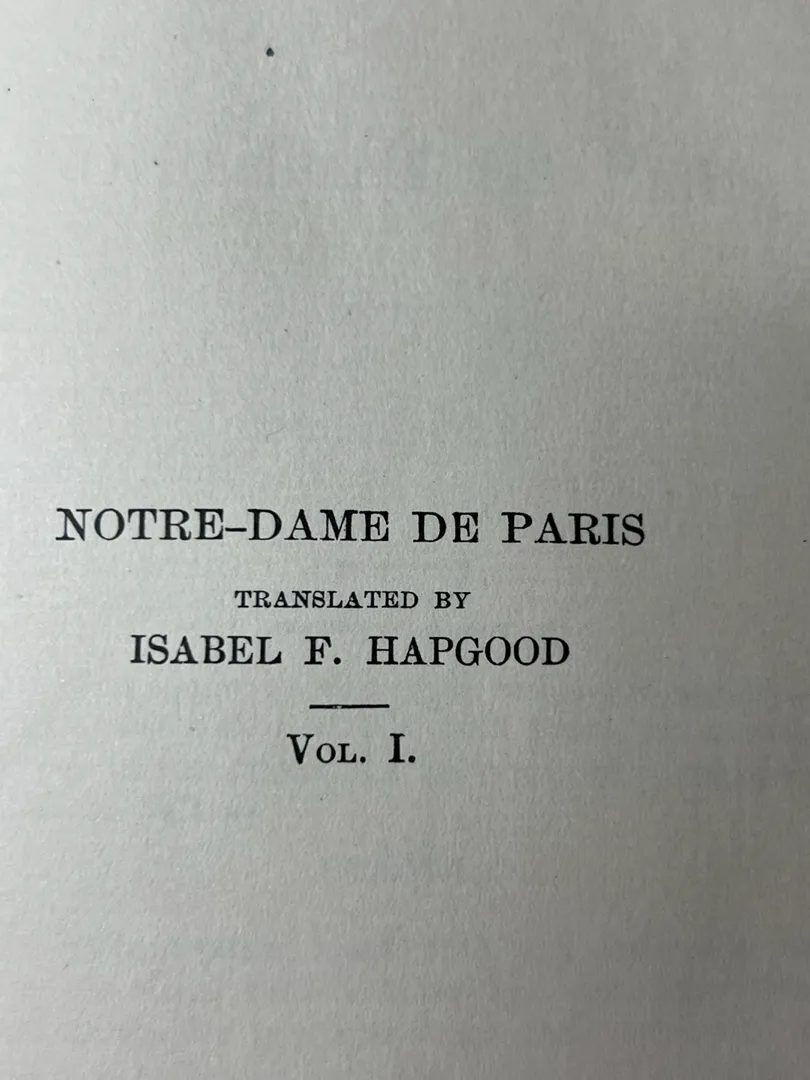 NOTRE-DAME DE PARIS
TRANSLATED BY
ISABEL F. HAPGOOD
VOL. I.